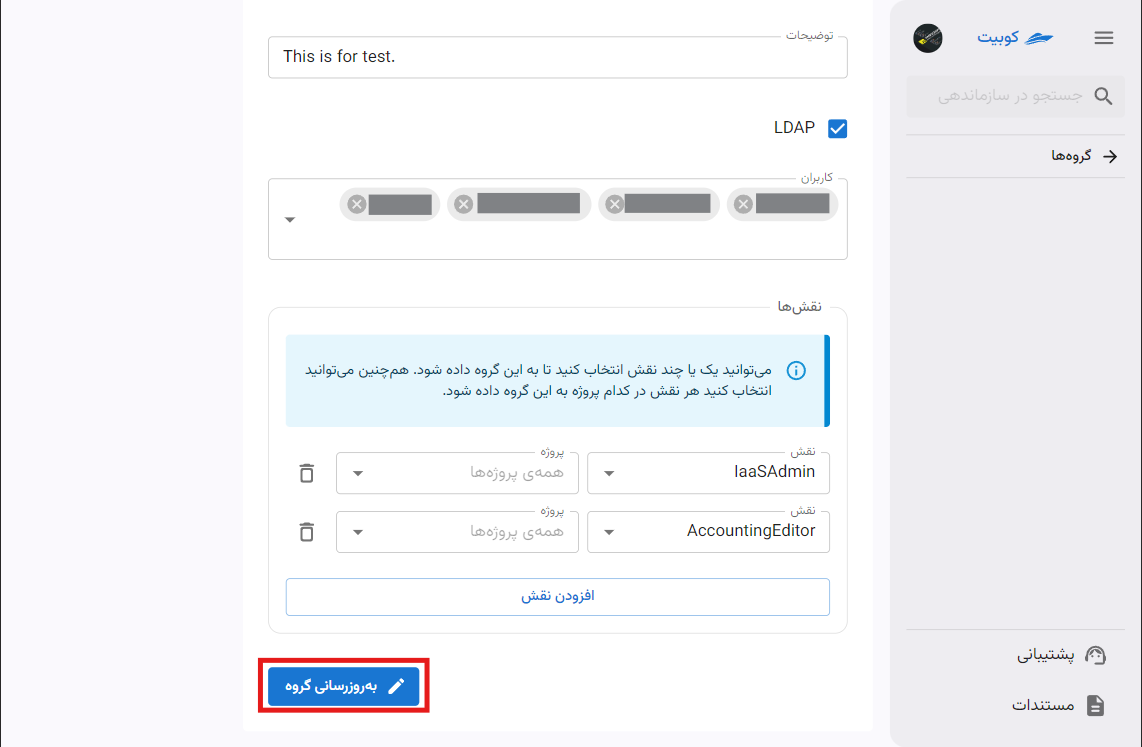 کوبیت
جستجو در سازماندهی
گروه‌ها
پشتیبانی
مستندات
توضیحات
This is for test.
LDAP
کاربران
نقش‌ها
می‌توانید یک یا چند نقش انتخاب کنید تا به این گروه داده شود. هم‌چنین می‌توانید
انتخاب کنید هر نقش در کدام پروژه به این گروه داده شود.
نقش
IaaSAdmin
پروژه
همه‌ی پروژه‌ها
نقش
AccountingEditor
پروژه
همه‌ی پروژه‌ها
افزودن نقش
به‌روزرسانی گروه